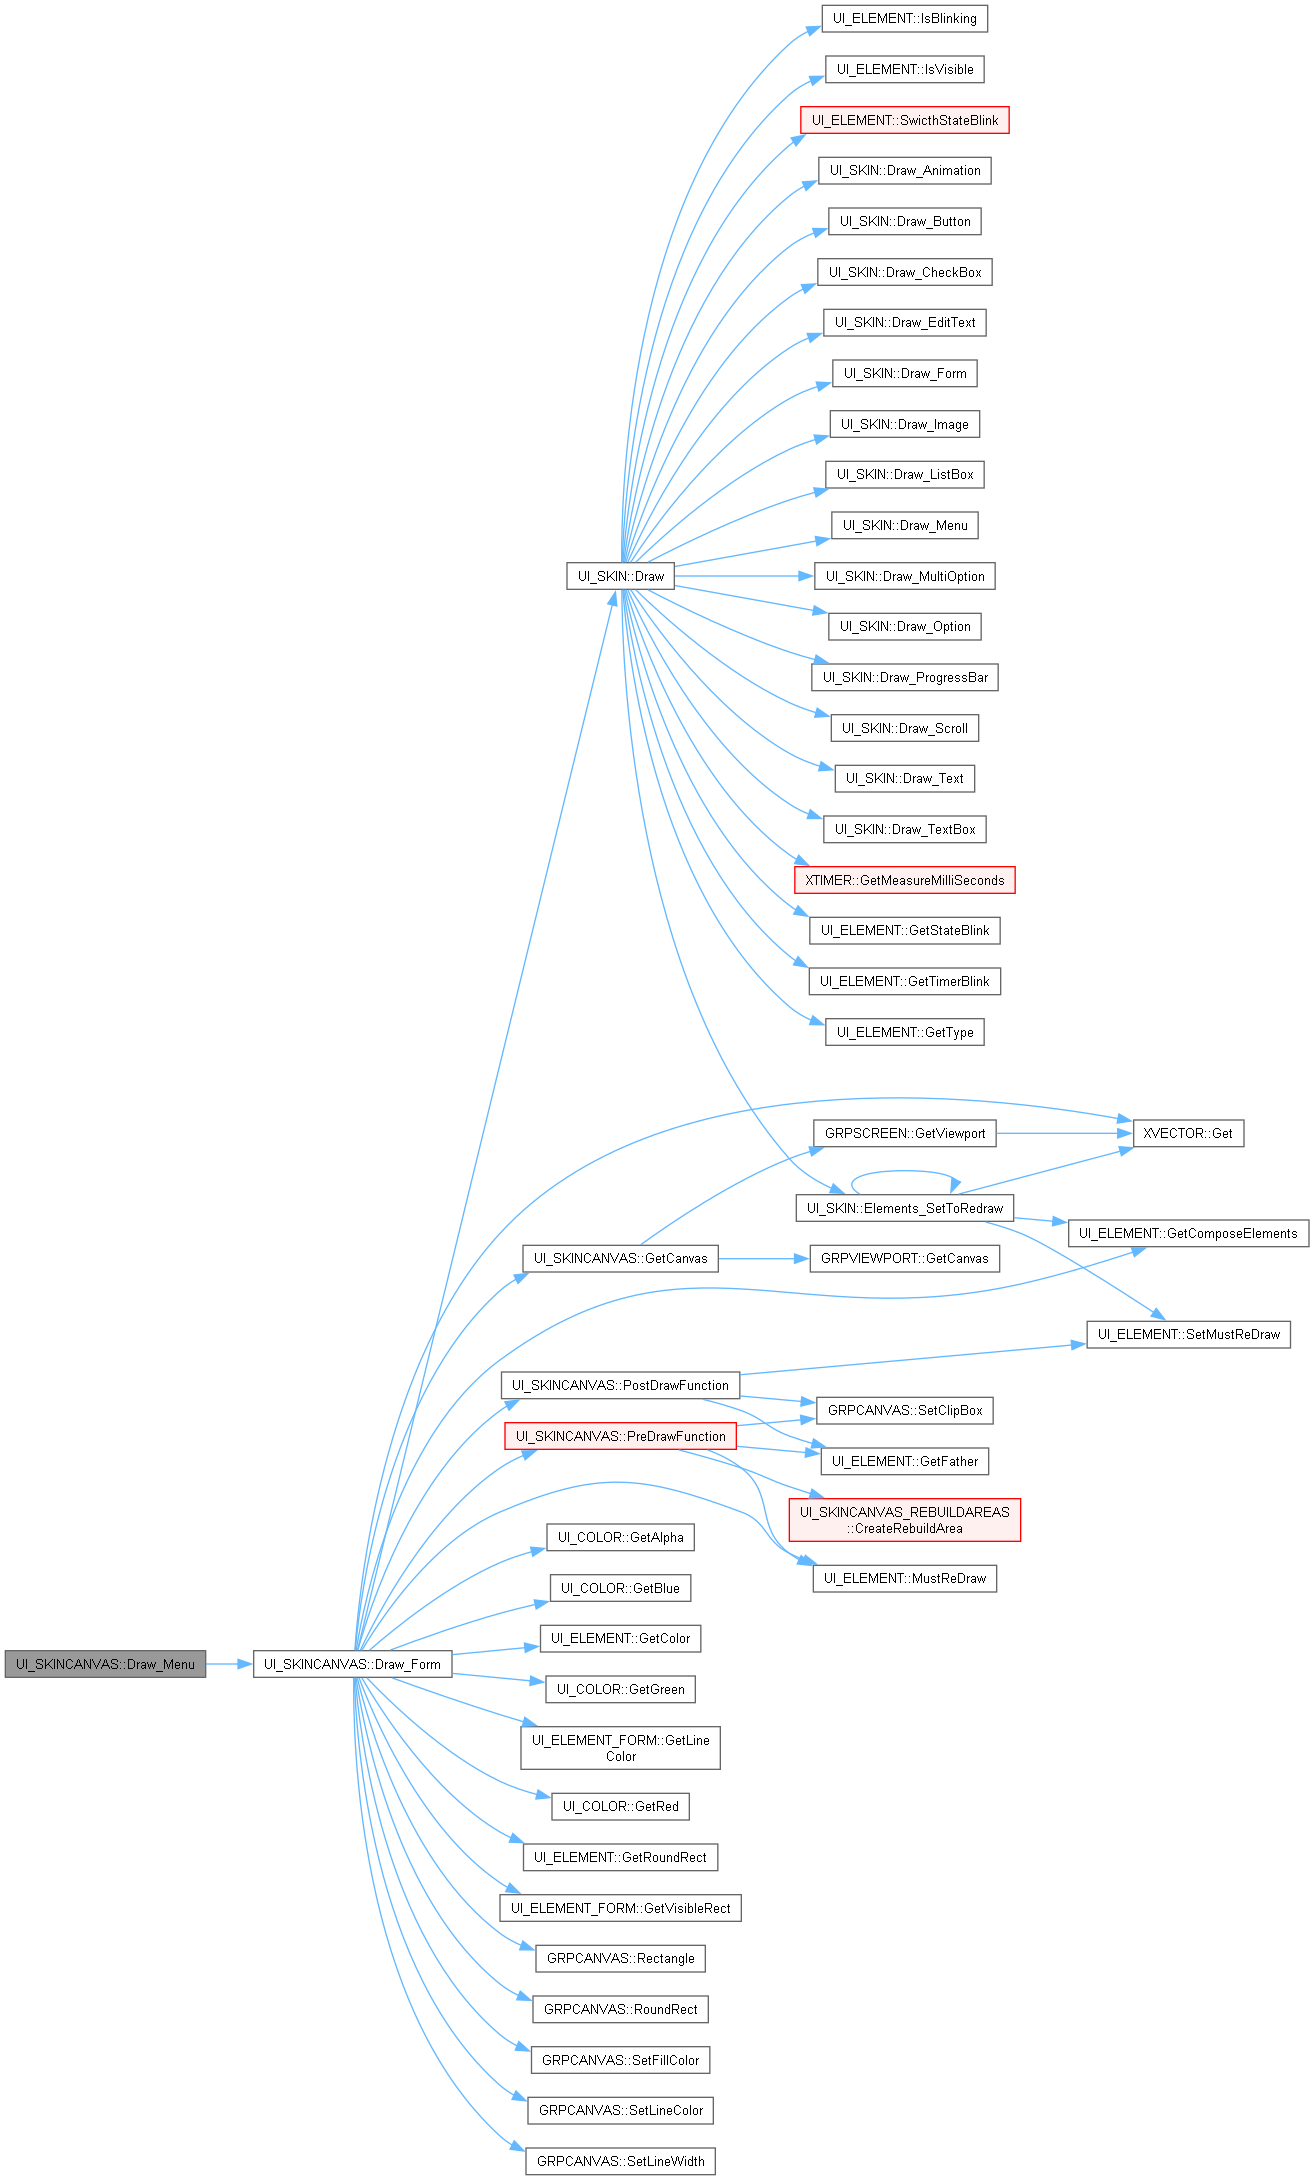 UI_ELEMENT::IsBlinking
UI_ELEMENT::IsVisible
UI_ELEMENT::SwicthStateBlink
UI_SKIN::Draw_Animation
UI_SKIN::Draw_Button
UI_SKIN::Draw_CheckBox
UI_SKIN::Draw_EditText
UI_SKIN::Draw_Form
UI_SKIN::Draw_Image
UI_SKIN::Draw_ListBox
UI_SKIN::Draw_Menu
UI_SKIN::Draw
UI_SKIN::Draw_MultiOption
UI_SKIN::Draw_Option
UI_SKIN::Draw_ProgressBar
UI_SKIN::Draw_Scroll
UI_SKIN::Draw_Text
UI_SKIN::Draw_TextBox
XTIMER::GetMeasureMilliSeconds
UI_ELEMENT::GetStateBlink
UI_ELEMENT::GetTimerBlink
UI_ELEMENT::GetType
GRPSCREEN::GetViewport
XVECTOR::Get
UI_SKIN::Elements_SetToRedraw
UI_ELEMENT::GetComposeElements
UI_SKINCANVAS::GetCanvas
GRPVIEWPORT::GetCanvas
UI_ELEMENT::SetMustReDraw
UI_SKINCANVAS::PostDrawFunction
GRPCANVAS::SetClipBox
UI_SKINCANVAS::PreDrawFunction
UI_ELEMENT::GetFather
UI_SKINCANVAS_REBUILDAREAS
::CreateRebuildArea
UI_COLOR::GetAlpha
UI_ELEMENT::MustReDraw
UI_COLOR::GetBlue
UI_ELEMENT::GetColor
UI_SKINCANVAS::Draw_Menu
UI_SKINCANVAS::Draw_Form
UI_COLOR::GetGreen
UI_ELEMENT_FORM::GetLine
Color
UI_COLOR::GetRed
UI_ELEMENT::GetRoundRect
UI_ELEMENT_FORM::GetVisibleRect
GRPCANVAS::Rectangle
GRPCANVAS::RoundRect
GRPCANVAS::SetFillColor
GRPCANVAS::SetLineColor
GRPCANVAS::SetLineWidth